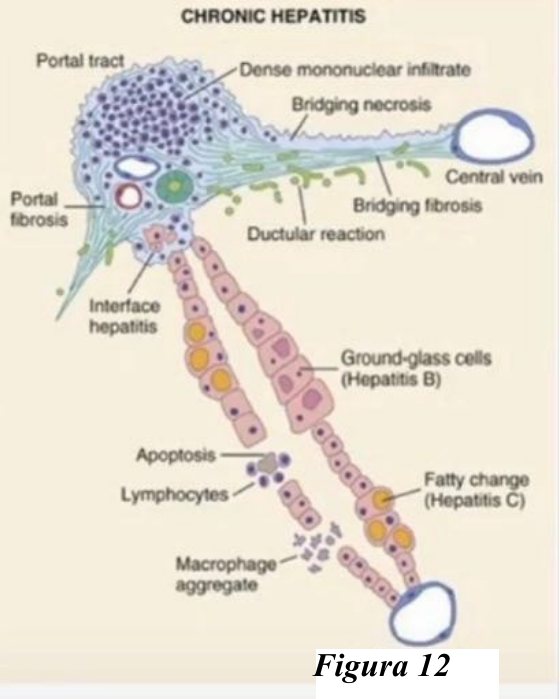 CHRONIC HEPATITIS
Portal tract
Dense mononuclear infiltrate
Bridging necrosis
Central vein
Portal
fibrosis
Bridging fibrosis
Ductular reaction
Interface
hepatitis
Ground-glass cells
(Hepatitis B)
Apoptosis
Lymphocytes
Fatty change
(Hepatitis C)
Macrophage
aggregate
Figura 12